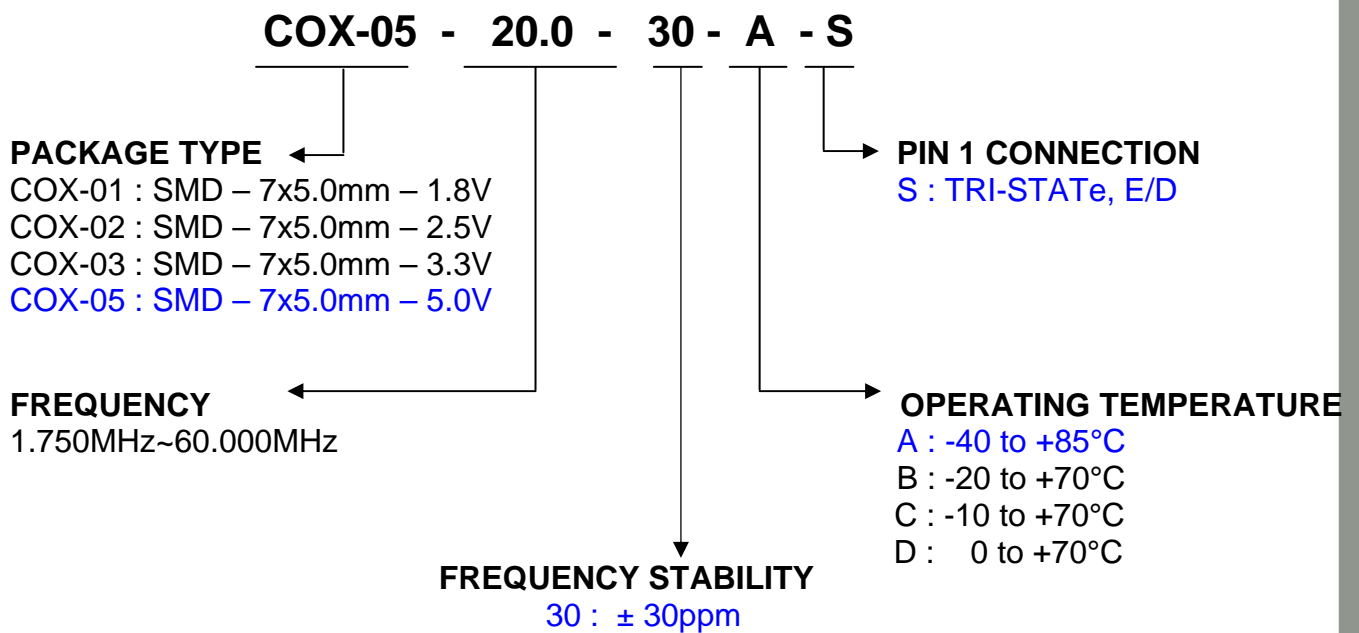 COX-05 - 20.0 - 30 - A - S
PACKAGE TYPE
COX-01 : SMD – 7x5.0mm – 1.8V
COX-02 : SMD – 7x5.0mm – 2.5V
COX-03 : SMD – 7x5.0mm – 3.3V
COX-05 : SMD – 7x5.0mm – 5.0V
PIN 1 CONNECTION
S : TRI-STATe, E/D
FREQUENCY
1.750MHz~60.000MHz
OPERATING TEMPERATURE
A : -40 to +85°C
B : -20 to +70°C
C : -10 to +70°C
D : 0 to +70°C
FREQUENCY STABILITY
30 : ± 30ppm